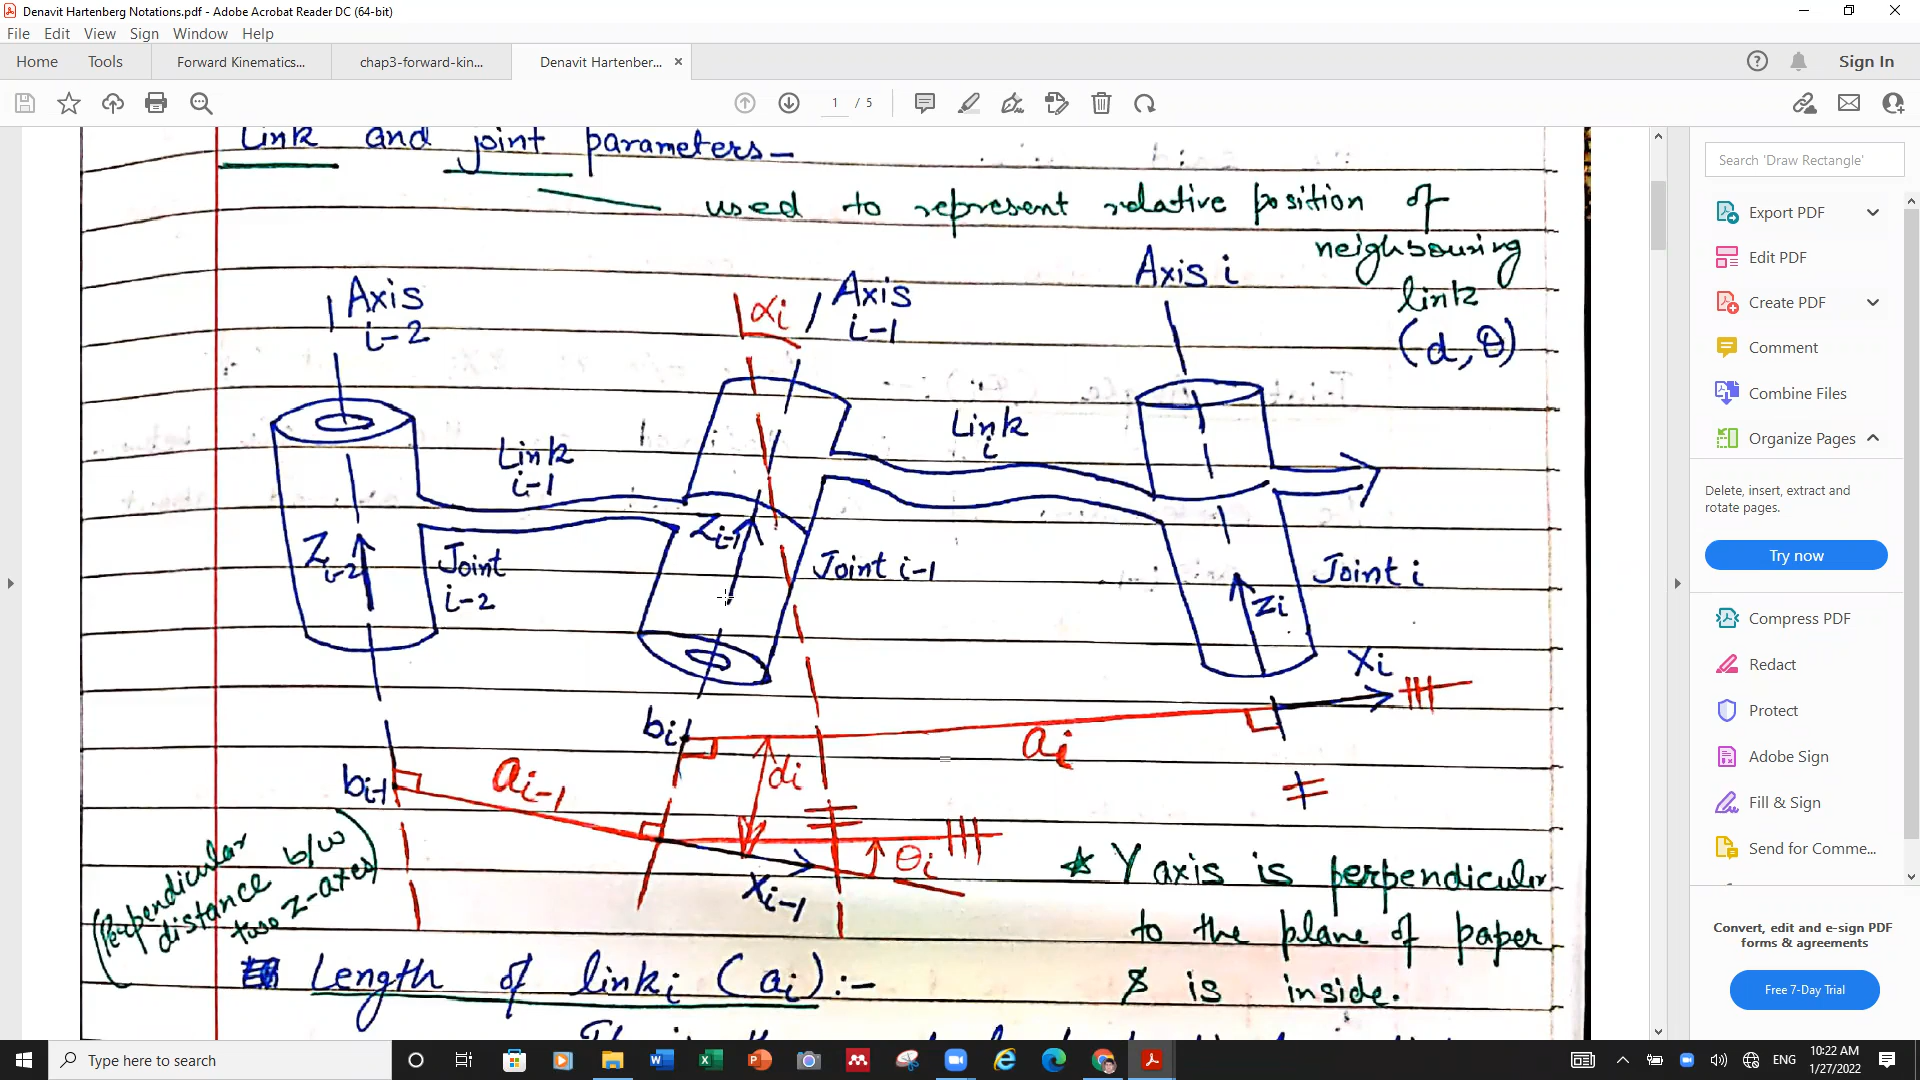 Denavit Hartenberg Notations.pdf - Adobe Acrobat Reader DC (64-bit)
File Edit View Sign Window Help
Home Tools Forward Kinematics... chap3-forward-kin... Denavit Hartenber... × Sign In
1 / 5
Search 'Draw Rectangle'
Export PDF
Edit PDF
Create PDF
Comment
Combine Files
Organize Pages
Delete, insert, extract and
rotate pages.
Try now
Compress PDF
Redact
Protect
Adobe Sign
Fill & Sign
Send for Comme...
Convert, edit and e-sign PDF
forms & agreements
Free 7-Day Trial
Link and joint parameters-
used to represent relative position of
neighbouring
link
(d, θ)
Axis
i-2
αi
Axis
i-1
Axis i
Link
i-1
Link
i
Zi-2
Joint
i-2
Zi-1
Joint i-1
Zi
Joint i
Xi
bi
ai
di
bi-1
ai-1
θi
Xi-1
(Perpendicular
distance b/w
two z-axes)
★ Y axis is perpendicular
to the plane of paper
& is inside.
Length of link i (ai):-
Type here to search
ENG
10:22 AM
1/27/2022